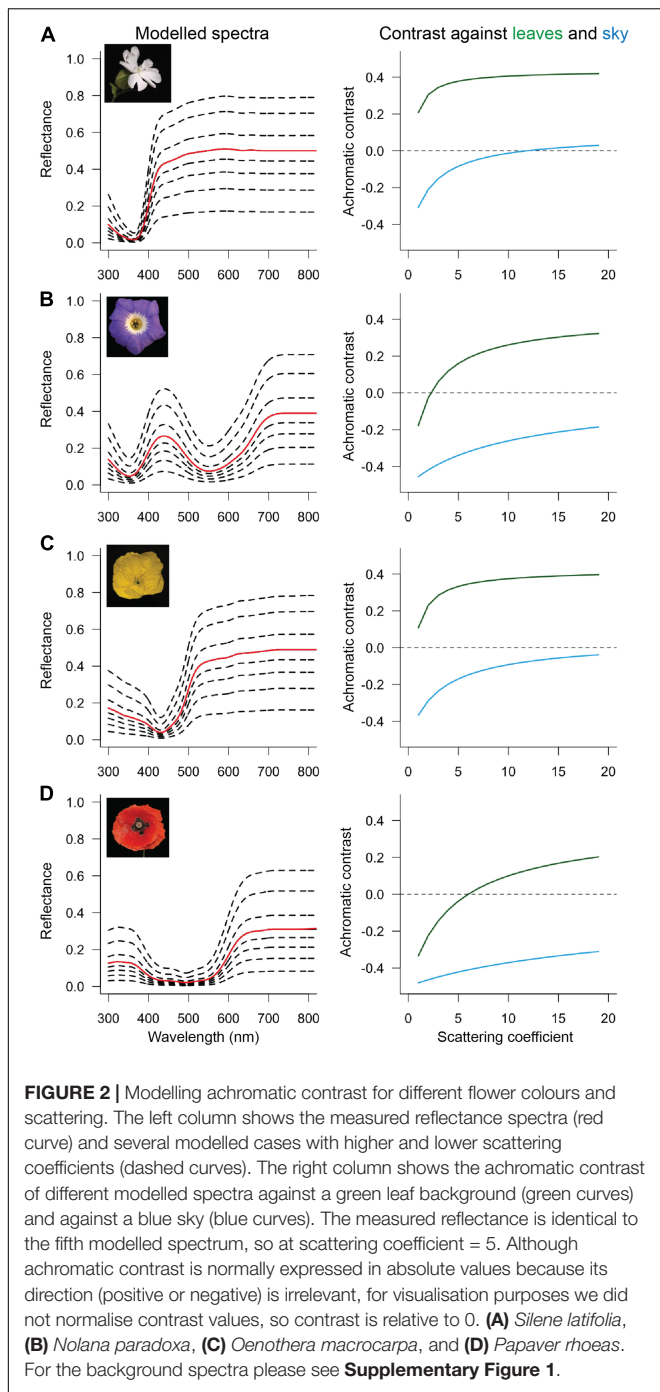 A Modelled spectra Contrast against leaves and sky
Reflectance
1.0
0.8
0.6
0.4
0.2
0.0
300 400 500 600 700 800
Achromatic contrast
0.4
0.2
0.0
-0.2
-0.4
0 5 10 15 20
B
Reflectance
1.0
0.8
0.6
0.4
0.2
0.0
300 400 500 600 700 800
Achromatic contrast
0.4
0.2
0.0
-0.2
-0.4
0 5 10 15 20
C
Reflectance
1.0
0.8
0.6
0.4
0.2
0.0
300 400 500 600 700 800
Achromatic contrast
0.4
0.2
0.0
-0.2
-0.4
0 5 10 15 20
D
Reflectance
1.0
0.8
0.6
0.4
0.2
0.0
300 400 500 600 700 800
Wavelength (nm)
Achromatic contrast
0.4
0.2
0.0
-0.2
-0.4
0 5 10 15 20
Scattering coefficient
FIGURE 2 | Modelling achromatic contrast for different flower colours and
scattering. The left column shows the measured reflectance spectra (red
curve) and several modelled cases with higher and lower scattering
coefficients (dashed curves). The right column shows the achromatic contrast
of different modelled spectra against a green leaf background (green curves)
and against a blue sky (blue curves). The measured reflectance is identical to
the fifth modelled spectrum, so at scattering coefficient = 5. Although
achromatic contrast is normally expressed in absolute values because its
direction (positive or negative) is irrelevant, for visualisation purposes we did
not normalise contrast values, so contrast is relative to 0. (A) Silene latifolia,
(B) Nolana paradoxa, (C) Oenothera macrocarpa, and (D) Papaver rhoeas.
For the background spectra please see Supplementary Figure 1.